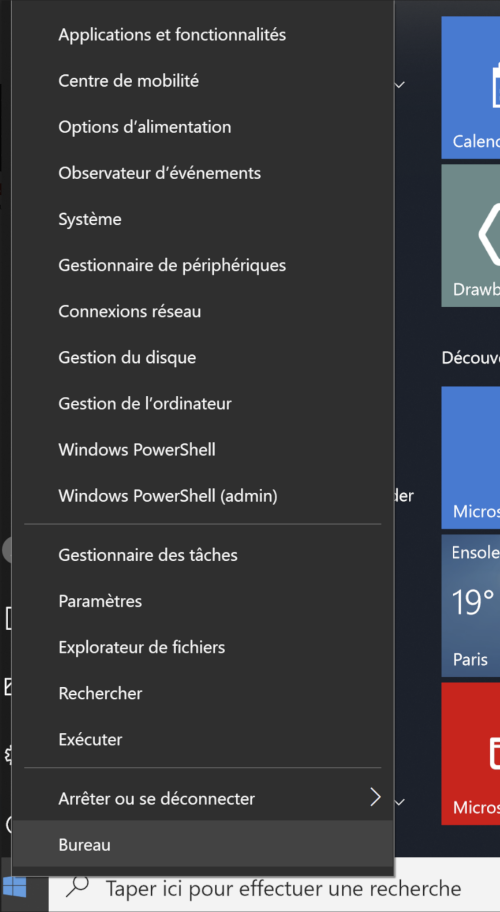 Applications et fonctionnalités
Centre de mobilité
Options d’alimentation
Observateur d’événements
Système
Gestionnaire de périphériques
Connexions réseau
Gestion du disque
Gestion de l’ordinateur
Windows PowerShell
Windows PowerShell (admin)
Gestionnaire des tâches
Paramètres
Explorateur de fichiers
Rechercher
Exécuter
Arrêter ou se déconnecter
Bureau
Taper ici pour effectuer une recherche
Calend
Drawb
Découv
Micros
Ensole
19°
Paris
Micros